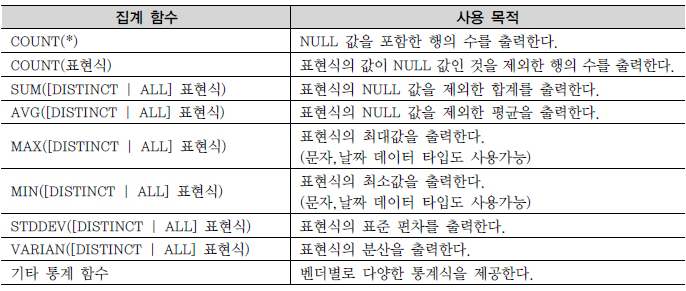 집계 함수 사용 목적
COUNT(*) NULL 값을 포함한 행의 수를 출력한다.
COUNT(표현식) 표현식의 값이 NULL 값인 것을 제외한 행의 수를 출력한다.
SUM([DISTINCT | ALL] 표현식) 표현식의 NULL 값을 제외한 합계를 출력한다.
AVG([DISTINCT | ALL] 표현식) 표현식의 NULL 값을 제외한 평균을 출력한다.
MAX([DISTINCT | ALL] 표현식) 표현식의 최대값을 출력한다.
(문자,날짜 데이터 타입도 사용가능)
MIN([DISTINCT | ALL] 표현식) 표현식의 최소값을 출력한다.
(문자,날짜 데이터 타입도 사용가능)
STDDEV([DISTINCT | ALL] 표현식) 표현식의 표준 편차를 출력한다.
VARIAN([DISTINCT | ALL] 표현식) 표현식의 분산을 출력한다.
기타 통계 함수 벤더별로 다양한 통계식을 제공한다.